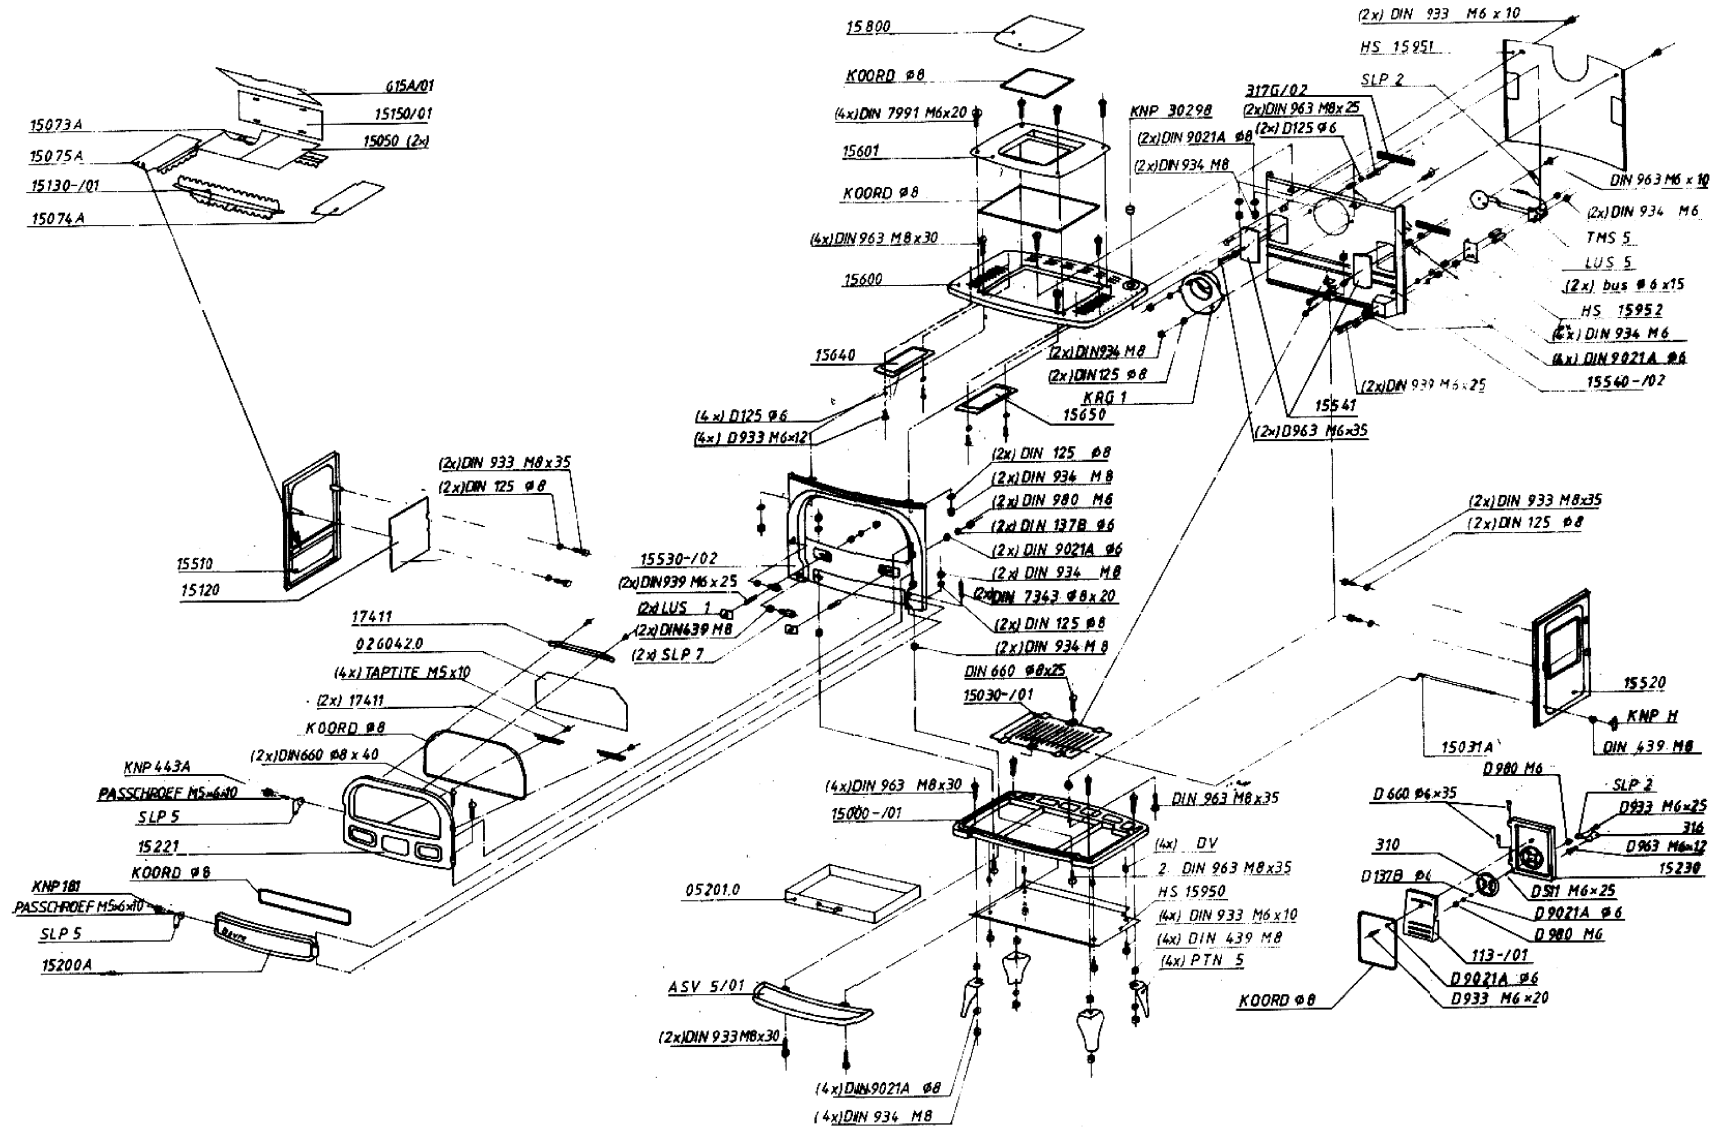 615A/01
15150/01
15073A
15050 (2x)
15075A
15130-/01
15074A
15800
KOORD ø8
(4x)DIN 7991 M6x20
15601
KOORD ø8
(4x)DIN963 M8x30
15600
15640
(4x) D125 ø6
(4x) D933 M6x12
KNP 30298
(2x) DIN 933 M6 x 10
HS 15951
SLP 2
317G/02
(2x)DIN 963 M8x25
(2x) D125 ø6
(2x)DIN 9021A ø8
(2x)DIN 934 M8
DIN 963 M6 x 10
(2x)DIN 934 M6
TMS 5
LUS 5
(2x) bus ø6x15
HS 15952
(4x) DIN 934 M6
(4x) DIN 9021A ø6
15540-/02
(2x)DIN 939 M6x25
15541
(2x)D963 M6x35
(2x)DIN934 M8
(2x)DIN125 ø8
KRG 1
15650
(2x)DIN 933 M8x35
(2x)DIN 125 ø8
15510
15120
(2x) DIN 125 ø8
(2x) DIN 934 M8
(2x) DIN 980 M6
(2x) DIN 137B ø6
(2x) DIN 9021A ø6
(2x) DIN 934 M8
(2x)DIN 7343 ø8x20
(2x) DIN 125 ø8
(2x) DIN 934 M8
15530-/02
(2x)DIN939 M6x25
(2x)LUS 1
(2x)DIN439 M8
(2x) SLP 7
(2x) DIN 933 M8x35
(2x) DIN 125 ø8
15520
KNP H
DIN 439 M8
15031A
17411
026042.0
(4x) TAPTITE M5x10
(2x) 17411
KOORD ø8
(2x)DIN660 ø8x40
KNP 443A
PASSCHROEF M5x6x10
SLP 5
15221
KOORD ø8
KNP181
PASSCHROEF M5x6x10
SLP 5
15200A
DIN 660 ø8x25
15030-/01
(4x)DIN 963 M8x30
15000-/01
DIN 963 M8x35
(4x) DV
2 DIN 963 M8x35
HS 15950
(4x) DIN 933 M6x10
(4x) DIN 439 M8
(4x) PTN 5
05201.0
ASV 5/01
(2x)DIN 933M8x30
(4x)DIN 9021A ø8
(4x)DIN 934 M8
D980 M6
D660 ø4x35
SLP 2
D933 M6x25
316
D963 M6x12
15230
310
D137B ø6
D511 M6x25
D9021A ø6
D980 M6
113-/01
D9021A ø6
D933 M6x20
KOORD ø8